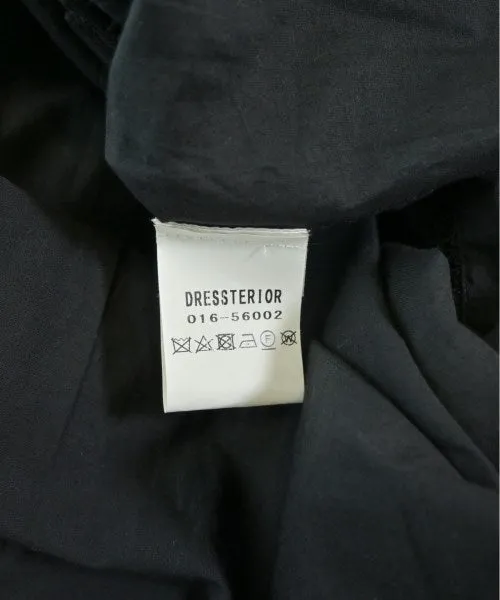 DRESSTERIOR
016-56002
F
W